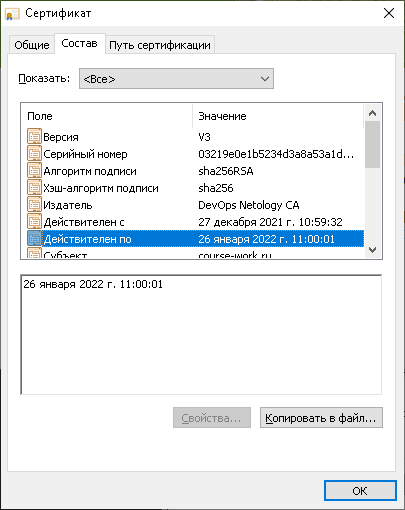 Сертификат
Общие Состав Путь сертификации
Показать: <Все>
Поле Значение
Версия V3
Серийный номер 03219e0e1b5234d3a8a53a1d...
Алгоритм подписи sha256RSA
Хэш-алгоритм подписи sha256
Издатель DevOps Netology CA
Действителен с 27 декабря 2021 г. 10:59:32
Действителен по 26 января 2022 г. 11:00:01
Субъект course-work.ru
26 января 2022 г. 11:00:01
Свойства... Копировать в файл...
OK